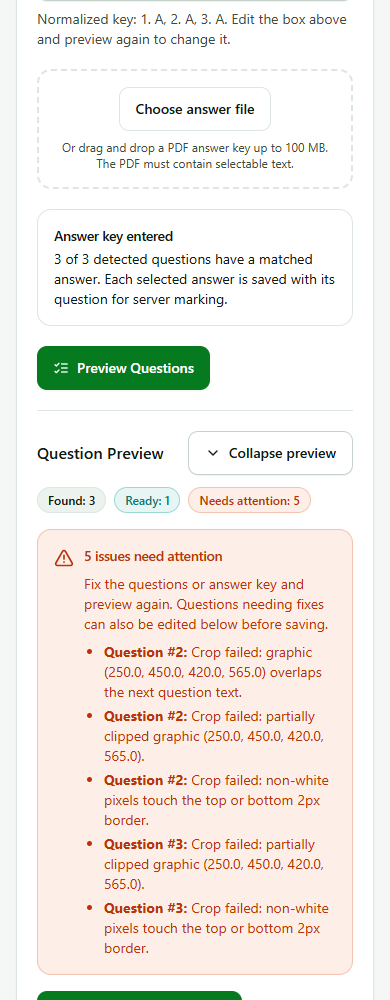 Normalized key: 1. A, 2. A, 3. A. Edit the box above
and preview again to change it.
Choose answer file
Or drag and drop a PDF answer key up to 100 MB.
The PDF must contain selectable text.
Answer key entered
3 of 3 detected questions have a matched
answer. Each selected answer is saved with its
question for server marking.
Preview Questions
Question Preview
Collapse preview
Found: 3
Ready: 1
Needs attention: 5
5 issues need attention
Fix the questions or answer key and
preview again. Questions needing fixes
can also be edited below before saving.
• Question #2: Crop failed: graphic
(250.0, 450.0, 420.0, 565.0) overlaps
the next question text.
• Question #2: Crop failed: partially
clipped graphic (250.0, 450.0, 420.0,
565.0).
• Question #2: Crop failed: non-white
pixels touch the top or bottom 2px
border.
• Question #3: Crop failed: partially
clipped graphic (250.0, 450.0, 420.0,
565.0).
• Question #3: Crop failed: non-white
pixels touch the top or bottom 2px
border.